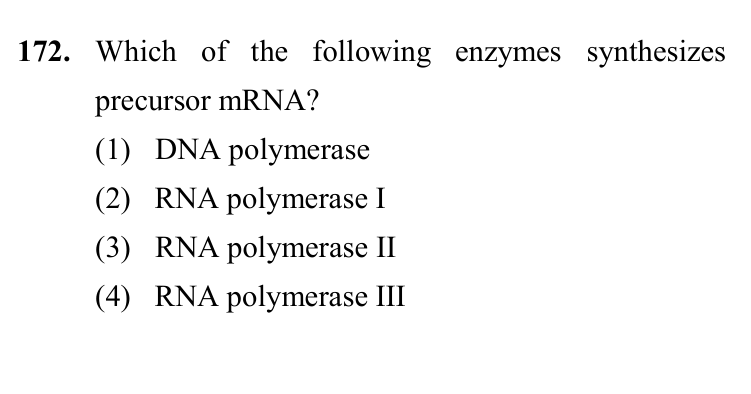 172. Which of the following enzymes synthesizes
precursor mRNA?
(1) DNA polymerase
(2) RNA polymerase I
(3) RNA polymerase II
(4) RNA polymerase III